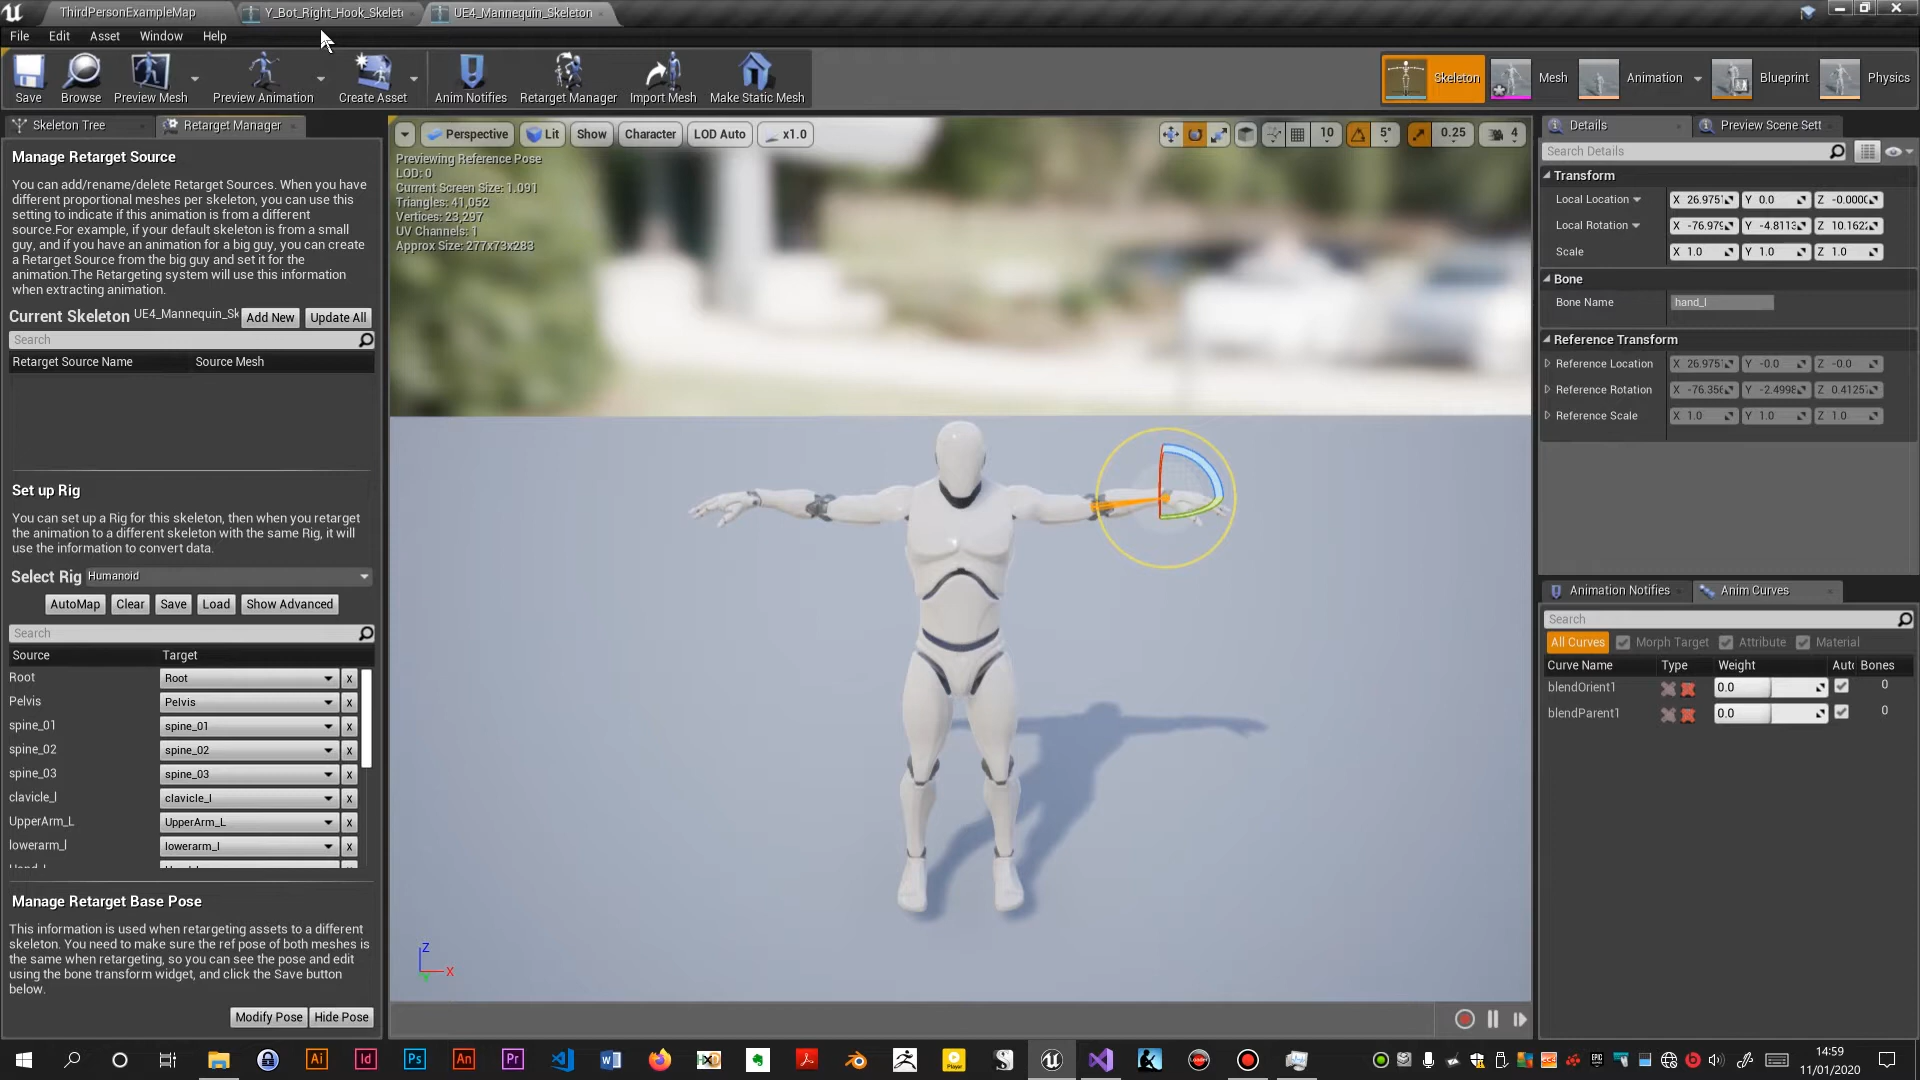 ThirdPersonExampleMap
Y_Bot_Right_Hook_Skelet
UE4_Mannequin_Skeleton
File
Edit
Asset
Window
Help
Save
Browse
Preview Mesh
Preview Animation
Create Asset
Anim Notifies
Retarget Manager
Import Mesh
Make Static Mesh
Skeleton
Mesh
Animation
Blueprint
Physics
Skeleton Tree
Retarget Manager
Manage Retarget Source
You can add/rename/delete Retarget Sources. When you have
different proportional meshes per skeleton, you can use this
setting to indicate if this animation is from a different
source.For example, if your default skeleton is from a small
guy, and if you have an animation for a big guy, you can create
a Retarget Source from the big guy and set it for the
animation.The Retargeting system will use this information
when extracting animation.
Current Skeleton UE4_Mannequin_Sk
Add New
Update All
Search
Retarget Source Name
Source Mesh
Set up Rig
You can set up a Rig for this skeleton, then when you retarget
the animation to a different skeleton with the same Rig, it will
use the information to convert data.
Select Rig Humanoid
AutoMap
Clear
Save
Load
Show Advanced
Search
Source Target
Root Root x
Pelvis Pelvis x
spine_01 spine_01 x
spine_02 spine_02 x
spine_03 spine_03 x
clavicle_l clavicle_l x
UpperArm_L UpperArm_L x
lowerarm_l lowerarm_l x
Manage Retarget Base Pose
This information is used when retargeting assets to a different
skeleton. You need to make sure the ref pose of both meshes is
the same when retargeting, so you can see the pose and edit
using the bone transform widget, and click the Save button
below.
Modify Pose
Hide Pose
Perspective
Lit
Show
Character
LOD Auto
x1.0
10
5°
0.25
4
Previewing Reference Pose
LOD: 0
Current Screen Size: 1.091
Triangles: 41,052
Vertices: 23,297
UV Channels: 1
Approx Size: 277x73x283
Z
X
Details
Preview Scene Sett
Search Details
Transform
Local Location X 26.975 Y 0.0 Z -0.000
Local Rotation X -76.979 Y -4.811 Z 10.162
Scale X 1.0 Y 1.0 Z 1.0
Bone
Bone Name hand_l
Reference Transform
Reference Location X 26.975 Y -0.0 Z -0.0
Reference Rotation X -76.356 Y -2.4998 Z 0.4125
Reference Scale X 1.0 Y 1.0 Z 1.0
Animation Notifies
Anim Curves
Search
All Curves
Morph Target
Attribute
Material
Curve Name Type Weight Auto Bones
blendOrient1 0.0 0
blendParent1 0.0 0
Ai
Id
Ps
An
Pr
14:59
11/01/2020